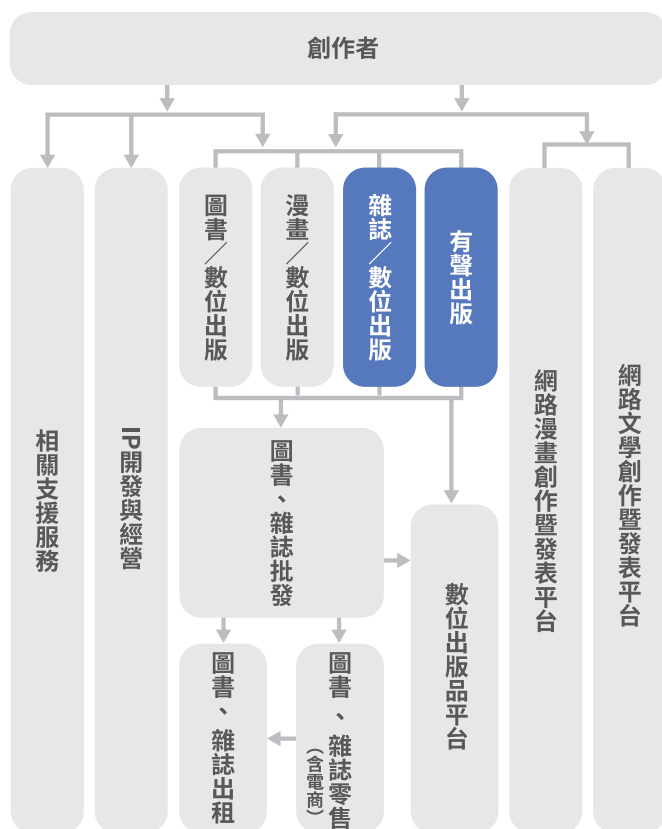 創作者
相關支援服務
IP開發與經營
圖書／數位出版
漫畫／數位出版
雜誌／數位出版
有聲出版
網路漫畫創作暨發表平台
網路文學創作暨發表平台
圖書、雜誌批發
數位出版品平台
圖書、雜誌出租
圖書、雜誌零售
（含電商）